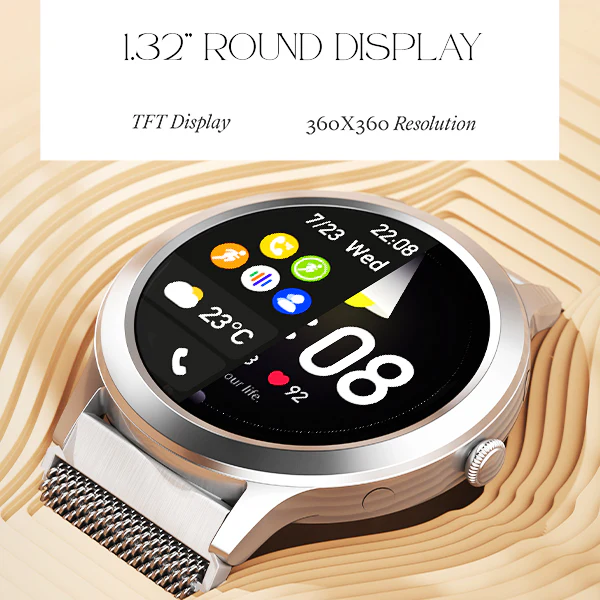 1.32” ROUND DISPLAY
TFT Display
360X360 Resolution
22:08
7/23 Wed
23°C
08
92
our life.